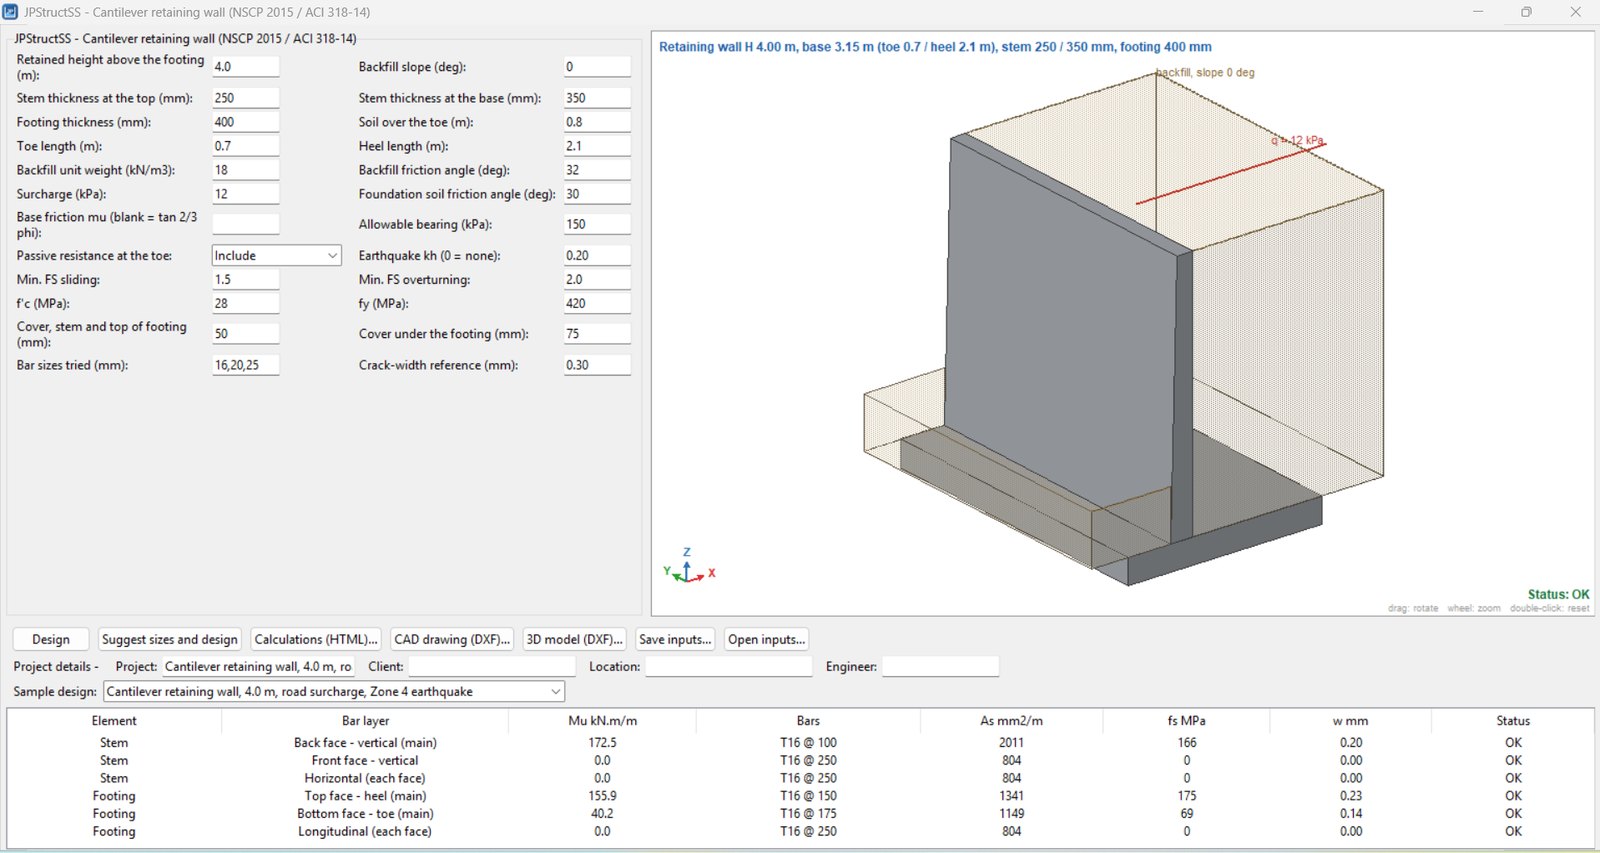 JPStructSS - Cantilever retaining wall (NSCP 2015 / ACI 318-14)
JPStructSS - Cantilever retaining wall (NSCP 2015 / ACI 318-14)
Retained height above the footing (m): 4.0 Backfill slope (deg): 0
Stem thickness at the top (mm): 250 Stem thickness at the base (mm): 350
Footing thickness (mm): 400 Soil over the toe (m): 0.8
Toe length (m): 0.7 Heel length (m): 2.1
Backfill unit weight (kN/m3): 18 Backfill friction angle (deg): 32
Surcharge (kPa): 12 Foundation soil friction angle (deg): 30
Base friction mu (blank = tan 2/3 phi): Allowable bearing (kPa): 150
Passive resistance at the toe: Include Earthquake kh (0 = none): 0.20
Min. FS sliding: 1.5 Min. FS overturning: 2.0
f'c (MPa): 28 fy (MPa): 420
Cover, stem and top of footing (mm): 50 Cover under the footing (mm): 75
Bar sizes tried (mm): 16,20,25 Crack-width reference (mm): 0.30
Retaining wall H 4.00 m, base 3.15 m (toe 0.7 / heel 2.1 m), stem 250 / 350 mm, footing 400 mm
backfill, slope 0 deg
q = 12 kPa
Z
Y X
Status: OK
drag: rotate wheel: zoom double-click: reset
Design Suggest sizes and design Calculations (HTML)... CAD drawing (DXF)... 3D model (DXF)... Save inputs... Open inputs...
Project details - Project: Cantilever retaining wall, 4.0 m, ro Client: Location: Engineer:
Sample design: Cantilever retaining wall, 4.0 m, road surcharge, Zone 4 earthquake
Element Bar layer Mu kN.m/m Bars As mm2/m fs MPa w mm Status
Stem Back face - vertical (main) 172.5 T16 @ 100 2011 166 0.20 OK
Stem Front face - vertical 0.0 T16 @ 250 804 0 0.00 OK
Stem Horizontal (each face) 0.0 T16 @ 250 804 0 0.00 OK
Footing Top face - heel (main) 155.9 T16 @ 150 1341 175 0.23 OK
Footing Bottom face - toe (main) 40.2 T16 @ 175 1149 69 0.14 OK
Footing Longitudinal (each face) 0.0 T16 @ 250 804 0 0.00 OK